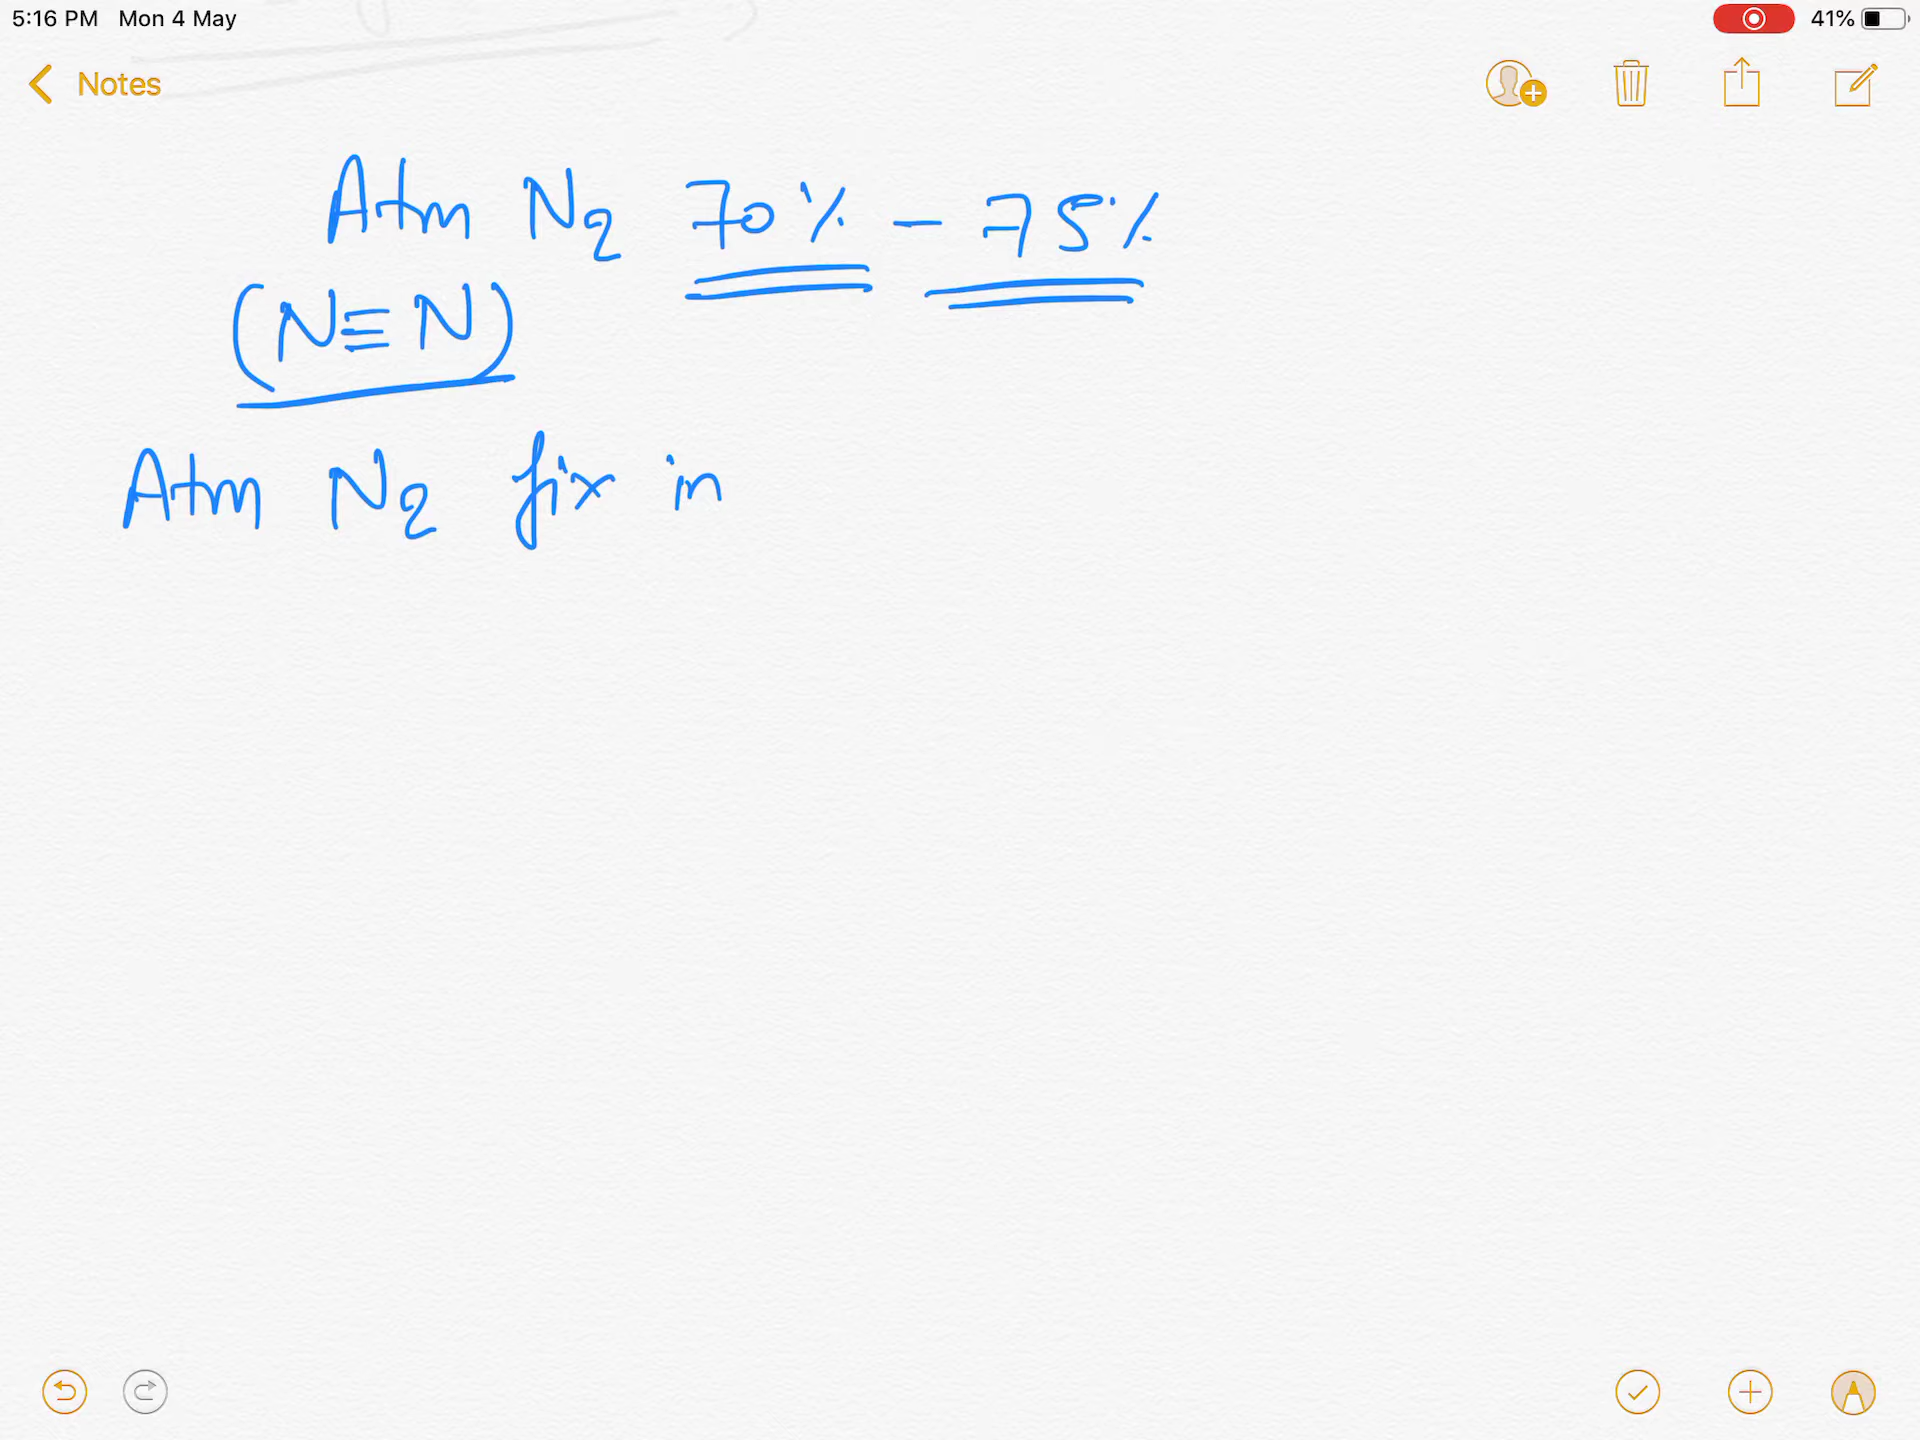 5:16 PM Mon 4 May 41%
Notes
Atm N₂ 70% - 75%
(N≡N)
Atm N₂ fix in